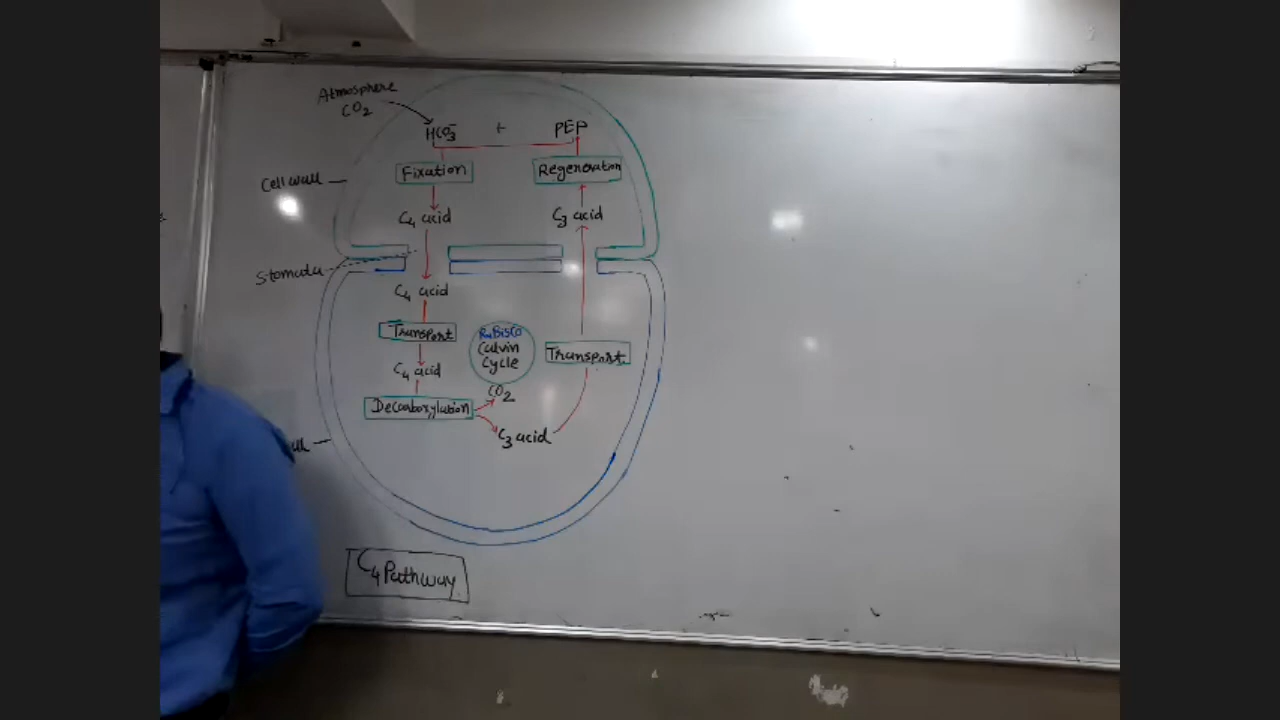 Atmosphere
CO2
HCO3- + PEP
Fixation
Regeneration
Cell wall
C4 acid
C3 acid
Stomata
C4 acid
Transport
RuBisCO
Calvin
Cycle
Transport
C4 acid
CO2
Decarboxylation
C3 acid
C4 Pathway